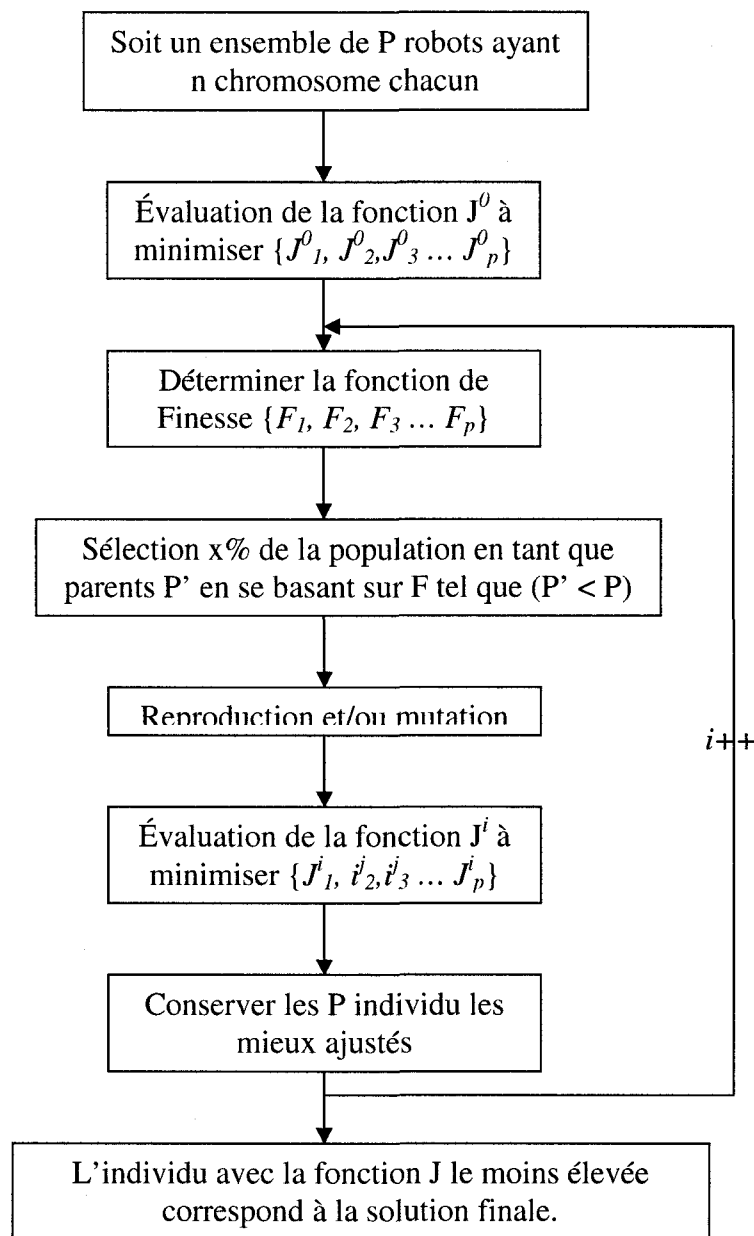 Soit un ensemble de P robots ayant
n chromosome chacun
Évaluation de la fonction J⁰ à
minimiser {J⁰₁, J⁰₂,J⁰₃ … J⁰ₚ}
Déterminer la fonction de
Finesse {F₁, F₂, F₃ … Fₚ}
Sélection x% de la population en tant que
parents P’ en se basant sur F tel que (P’ < P)
Reproduction et/ou mutation
i++
Évaluation de la fonction Jⁱ à
minimiser {Jⁱ₁, iʲ₂,iʲ₃ … Jⁱₚ}
Conserver les P individu les
mieux ajustés
L’individu avec la fonction J le moins élevée
correspond à la solution finale.